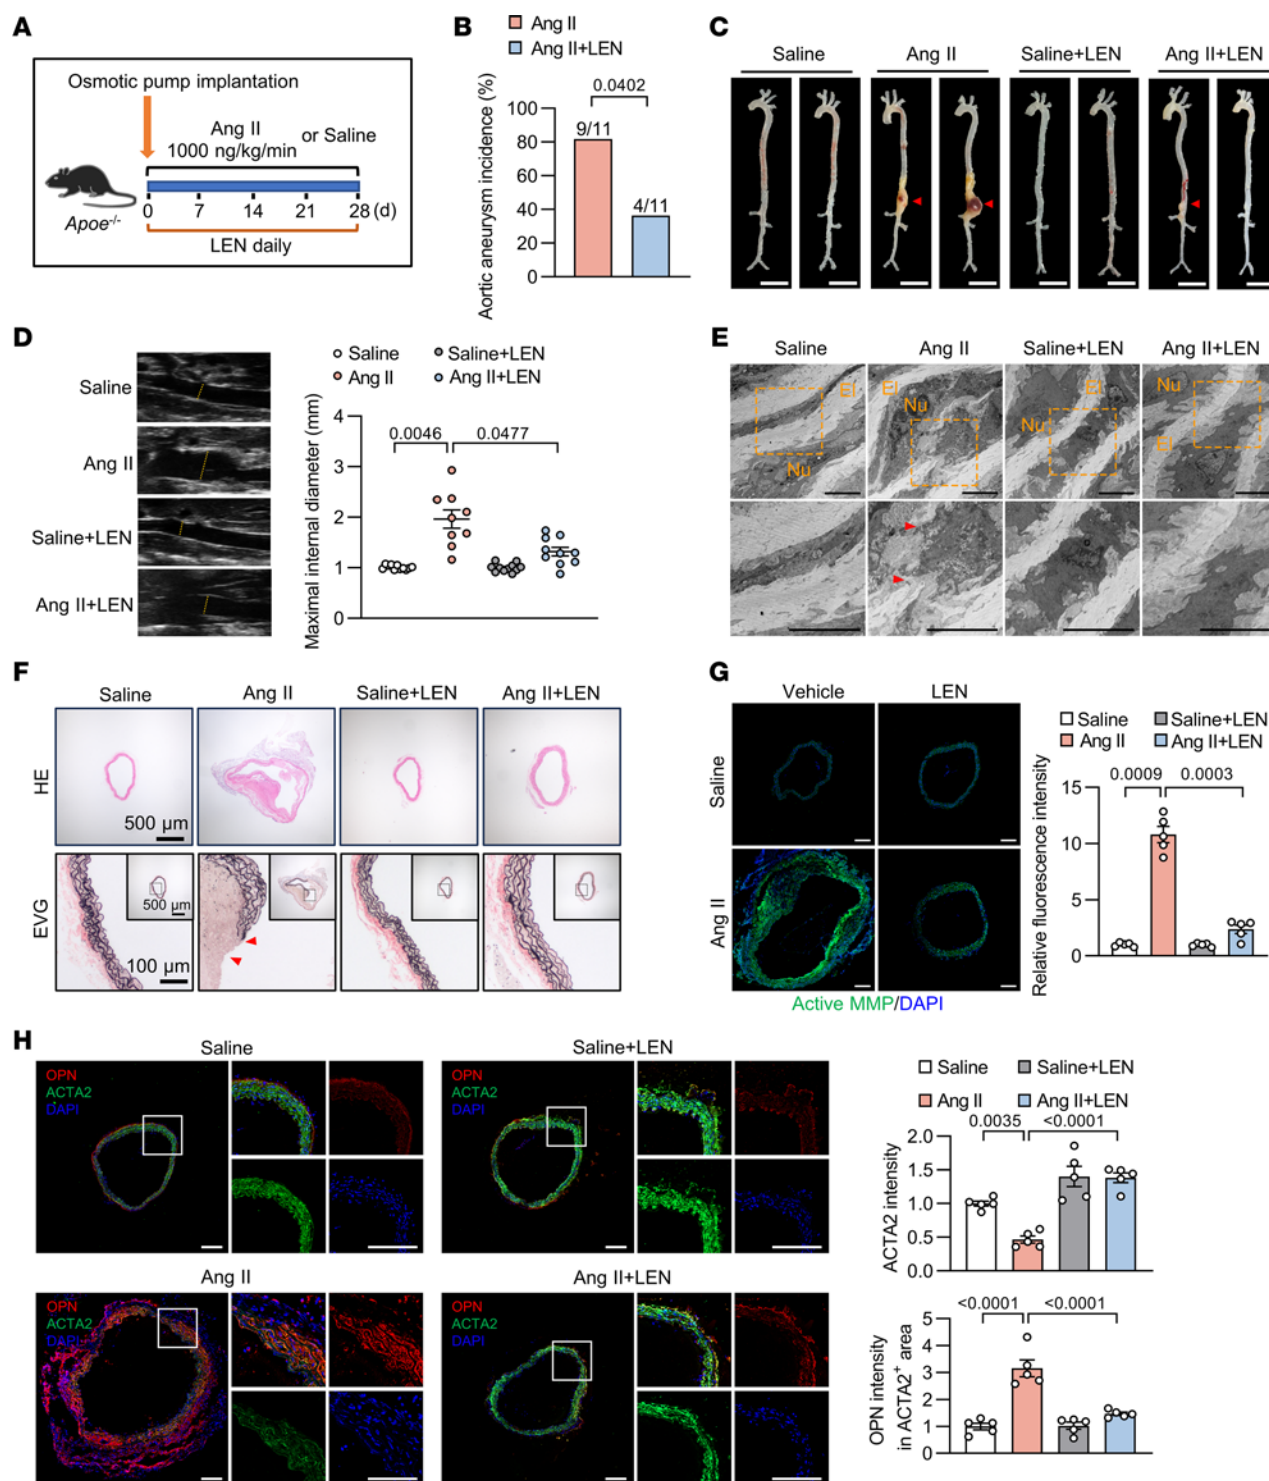 A
Osmotic pump implantation
Ang II
1000 ng/kg/min
or Saline
Apoe-/-
0 7 14 21 28 (d)
LEN daily
B
Ang II
Ang II+LEN
0.0402
Aortic aneurysm incidence (%)
100
80
60
40
20
0
9/11
4/11
C
Saline Ang II Saline+LEN Ang II+LEN
D
Saline
Ang II
Saline+LEN
Ang II+LEN
Saline Saline+LEN
Ang II Ang II+LEN
Maximal internal diameter (mm)
4
3
2
1
0
0.0046 0.0477
E
Saline Ang II Saline+LEN Ang II+LEN
El
Nu
El
Nu
El
Nu
Nu
El
F
Saline Ang II Saline+LEN Ang II+LEN
HE
500 µm
EVG
500 µm
100 µm
G
Vehicle LEN
Saline
Ang II
Active MMP/DAPI
Saline Saline+LEN
Ang II Ang II+LEN
Relative fluorescence intensity
15
10
5
0
0.0009 0.0003
H
Saline
OPN
ACTA2
DAPI
Saline+LEN
OPN
ACTA2
DAPI
Ang II
OPN
ACTA2
DAPI
Ang II+LEN
OPN
ACTA2
DAPI
Saline Saline+LEN
Ang II Ang II+LEN
0.0035 <0.0001
ACTA2 intensity
2.0
1.5
1.0
0.5
0.0
<0.0001 <0.0001
OPN intensity
in ACTA2+ area
5
4
3
2
1
0